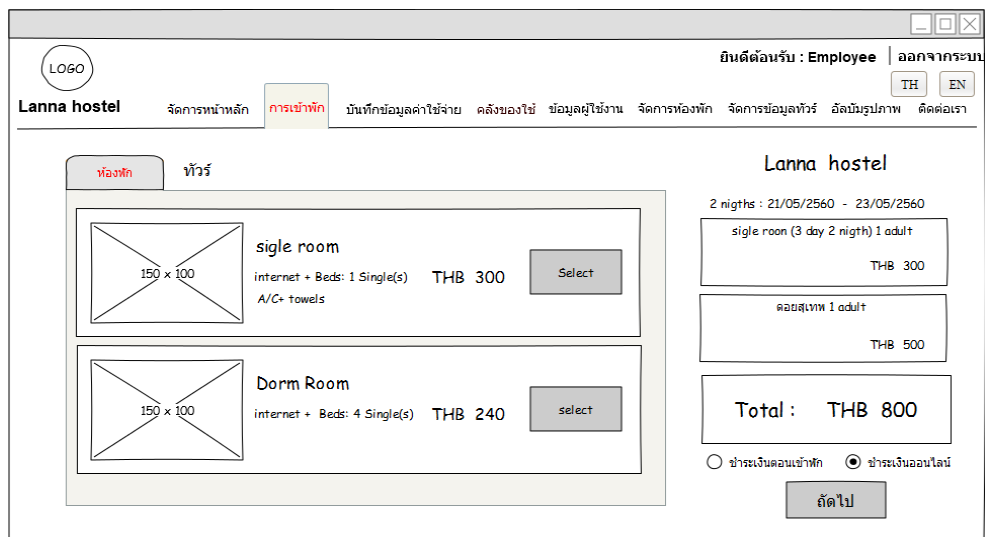 ยินดีต้อนรับ : Employee | ออกจากระบบ
LOGO
TH EN
Lanna hostel
จัดการหน้าหลัก การเข้าพัก บันทึกข้อมูลค่าใช้จ่าย คลังของใช้ ข้อมูลผู้ใช้งาน จัดการห้องพัก จัดการข้อมูลทัวร์ อัลบัมรูปภาพ ติดต่อเรา
ห้องพัก ทัวร์
sigle room
150 x 100
internet + Beds: 1 Single(s)
A/C+ towels
THB 300
Select
Dorm Room
150 x 100
internet + Beds: 4 Single(s)
THB 240
select
Lanna hostel
2 nigths : 21/05/2560 - 23/05/2560
sigle roon (3 day 2 nigth) 1 adult
THB 300
ดอยสุเทพ 1 adult
THB 500
Total : THB 800
ชำระเงินตอนเข้าพัก ชำระเงินออนไลน์
ถัดไป